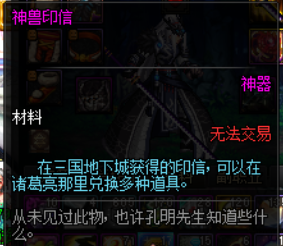 神兽印信
神器
材料
无法交易
在三国地下城获得的印信,可以在
诸葛亮那里兑换多种道具。
从未见过此物,也许孔明先生知道些什
么。